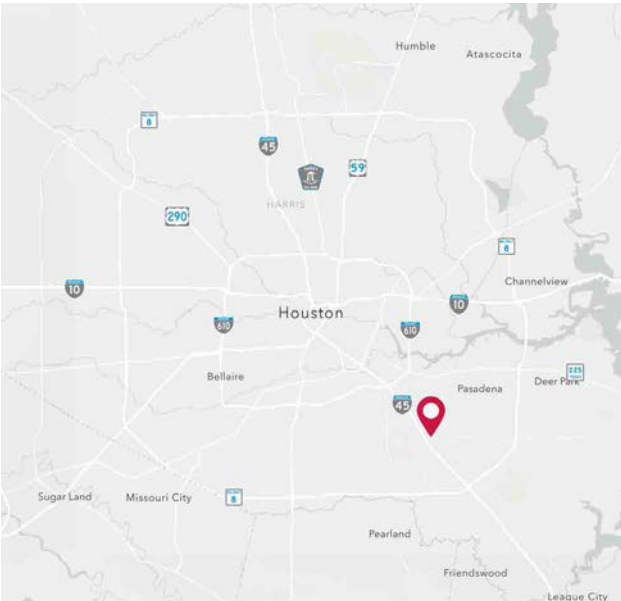 Humble
Atascocita
8
45
59
HARRIS
290
8
Channelview
10
10
Houston
610
610
Bellaire
225
Deer Park
Pasadena
45
Sugar Land
Missouri City
8
Pearland
Friendswood
League City